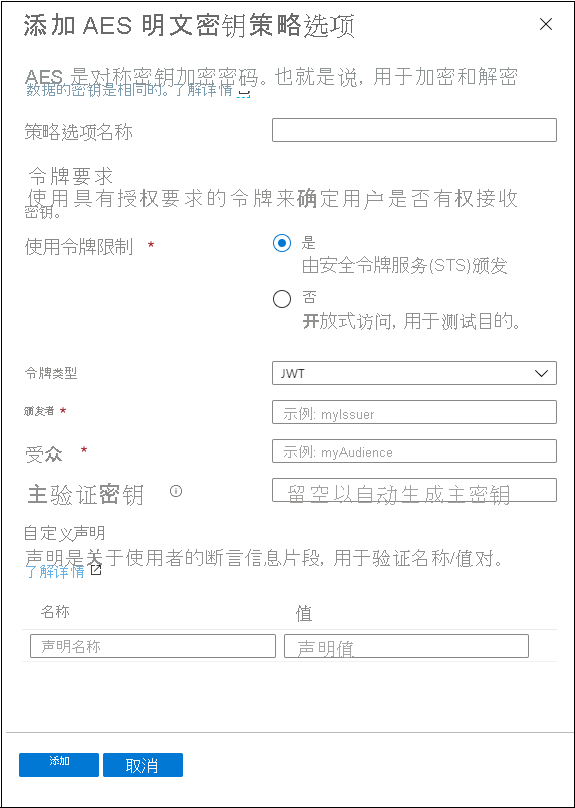 添加 AES 明文密钥策略选项
AES 是对称密钥加密密码。也就是说, 用于加密和解密
数据的密钥是相同的。了解详情
策略选项名称
令牌要求
使用具有授权要求的令牌来确定用户是否有权接收
密钥。
使用令牌限制 *
是
由安全令牌服务(STS)颁发
否
开放式访问, 用于测试目的。
令牌类型
JWT
颁发者 *
示例: myIssuer
受众 *
示例: myAudience
主验证密钥
留空以自动生成主密钥
自定义声明
声明是关于使用者的断言信息片段, 用于验证名称/值对。
了解详情
名称 值
声明名称 声明值
添加 取消